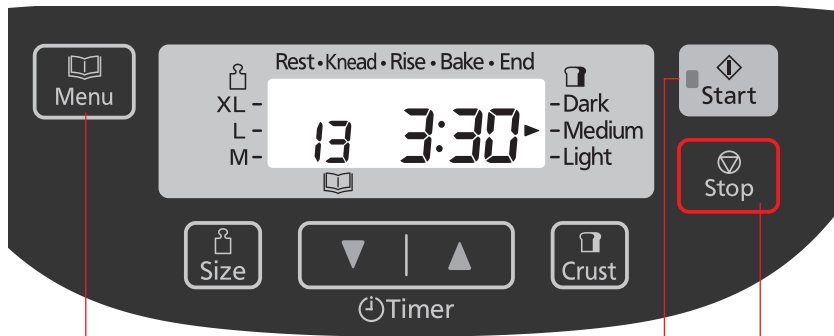 Menu
Rest • Knead • Rise • Bake • End
XL –
L –
M –
13
3:30
– Dark
– Medium
– Light
Start
Stop
Size
Crust
Timer